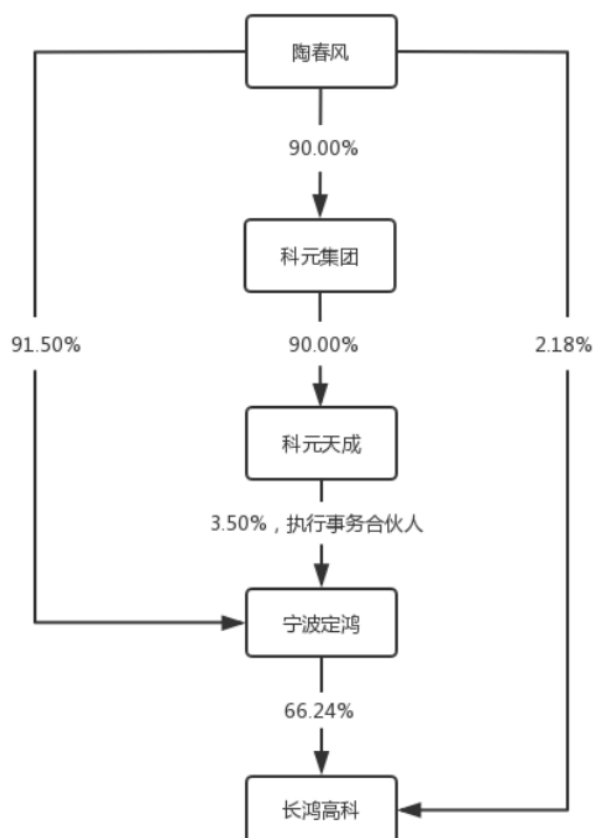 陶春风
90.00%
科元集团
91.50%
90.00%
2.18%
科元天成
3.50%，执行事务合伙人
宁波定鸿
66.24%
长鸿高科